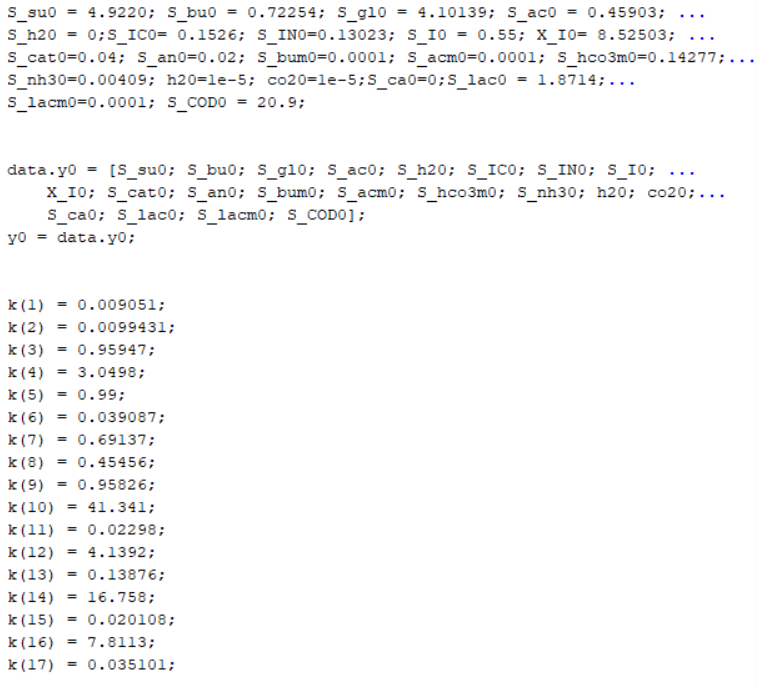 S_su0 = 4.9220; S_bu0 = 0.72254; S_gl0 = 4.10139; S_ac0 = 0.45903; ...
S_h20 = 0;S_IC0= 0.1526; S_IN0=0.13023; S_I0 = 0.55; X_I0= 8.52503; ...
S_cat0=0.04; S_an0=0.02; S_bum0=0.0001; S_acm0=0.0001; S_hco3m0=0.14277;...
S_nh30=0.00409; h20=1e-5; co20=1e-5;S_ca0=0;S_lac0 = 1.8714;...
S_lacm0=0.0001; S_COD0 = 20.9;
data.y0 = [S_su0; S_bu0; S_gl0; S_ac0; S_h20; S_IC0; S_IN0; S_I0; ...
X_I0; S_cat0; S_an0; S_bum0; S_acm0; S_hco3m0; S_nh30; h20; co20;...
S_ca0; S_lac0; S_lacm0; S_COD0];
y0 = data.y0;
k(1) = 0.009051;
k(2) = 0.0099431;
k(3) = 0.95947;
k(4) = 3.0498;
k(5) = 0.99;
k(6) = 0.039087;
k(7) = 0.69137;
k(8) = 0.45456;
k(9) = 0.95826;
k(10) = 41.341;
k(11) = 0.02298;
k(12) = 4.1392;
k(13) = 0.13876;
k(14) = 16.758;
k(15) = 0.020108;
k(16) = 7.8113;
k(17) = 0.035101;